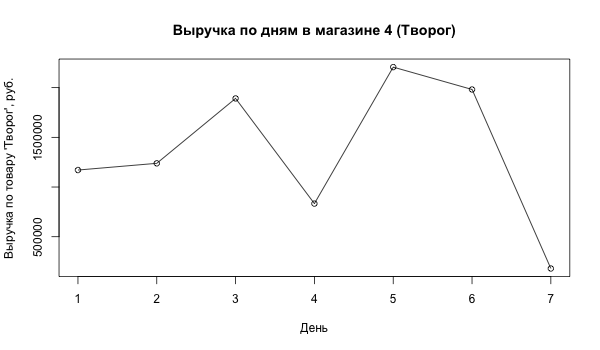 Выручка по дням в магазине 4 (Творог)
Выручка по товару 'Творог', руб.
1500000
500000
1 2 3 4 5 6 7
День